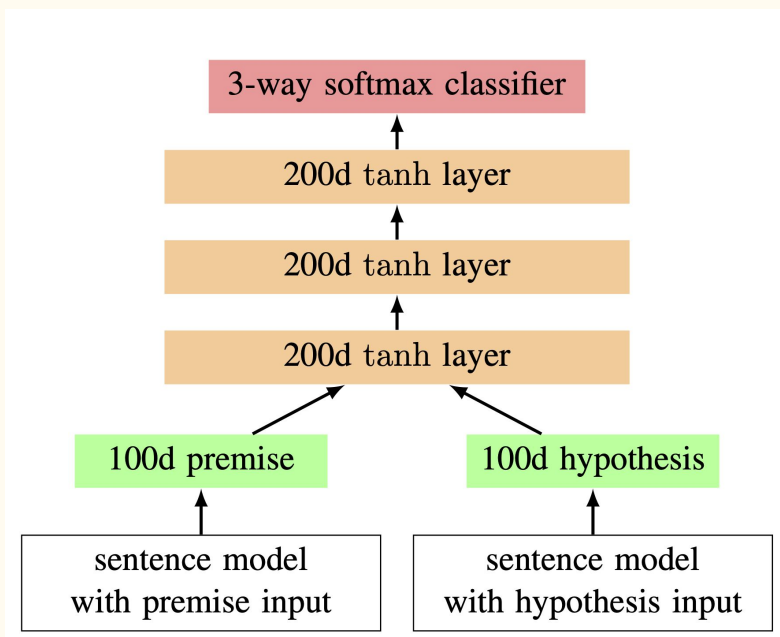 3-way softmax classifier
200d tanh layer
200d tanh layer
200d tanh layer
100d premise
100d hypothesis
sentence model
with premise input
sentence model
with hypothesis input